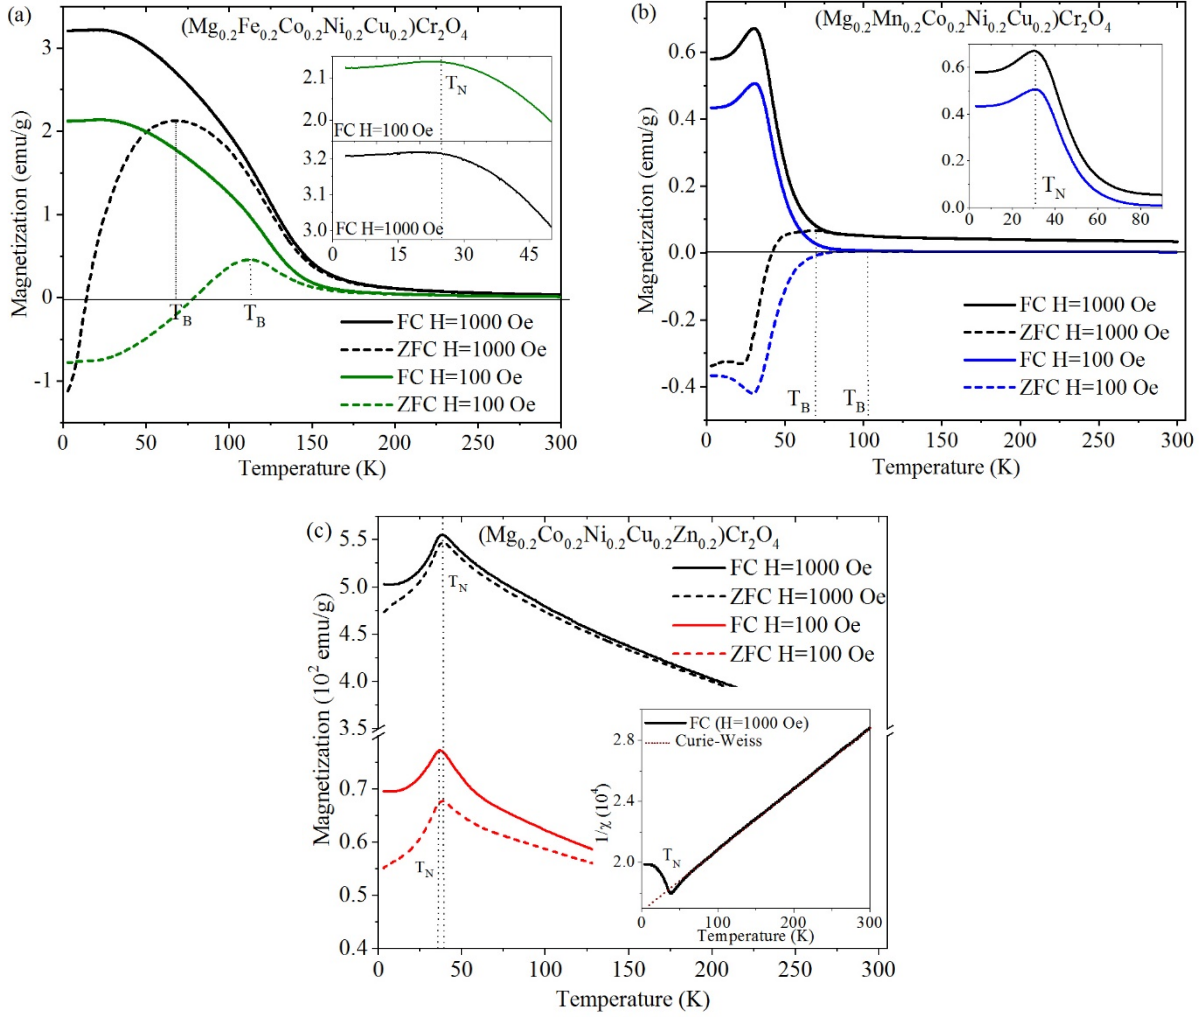 (a)
(Mg0.2Fe0.2Co0.2Ni0.2Cu0.2)Cr2O4
Magnetization (emu/g)
3
2
1
0
-1
0 50 100 150 200 250 300
Temperature (K)
TB
TB
FC H=1000 Oe
ZFC H=1000 Oe
FC H=100 Oe
ZFC H=100 Oe
2.1
2.0
TN
FC H=100 Oe
3.2
3.1
3.0
FC H=1000 Oe
0 15 30 45
(b)
(Mg0.2Mn0.2Co0.2Ni0.2Cu0.2)Cr2O4
Magnetization (emu/g)
0.6
0.4
0.2
0.0
-0.2
-0.4
0 50 100 150 200 250 300
Temperature (K)
TB
TB
FC H=1000 Oe
ZFC H=1000 Oe
FC H=100 Oe
ZFC H=100 Oe
0.6
0.4
0.2
0.0
TN
0 20 40 60 80
(c)
(Mg0.2Co0.2Ni0.2Cu0.2Zn0.2)Cr2O4
FC H=1000 Oe
ZFC H=1000 Oe
FC H=100 Oe
ZFC H=100 Oe
Magnetization (102 emu/g)
5.5
5.0
4.5
4.0
3.5
0.7
0.6
0.5
0.4
TN
TN
0 50 100 150 200 250 300
Temperature (K)
FC (H=1000 Oe)
Curie-Weiss
1/χ (104)
2.8
2.4
2.0
TN
0 100 200 300
Temperature (K)